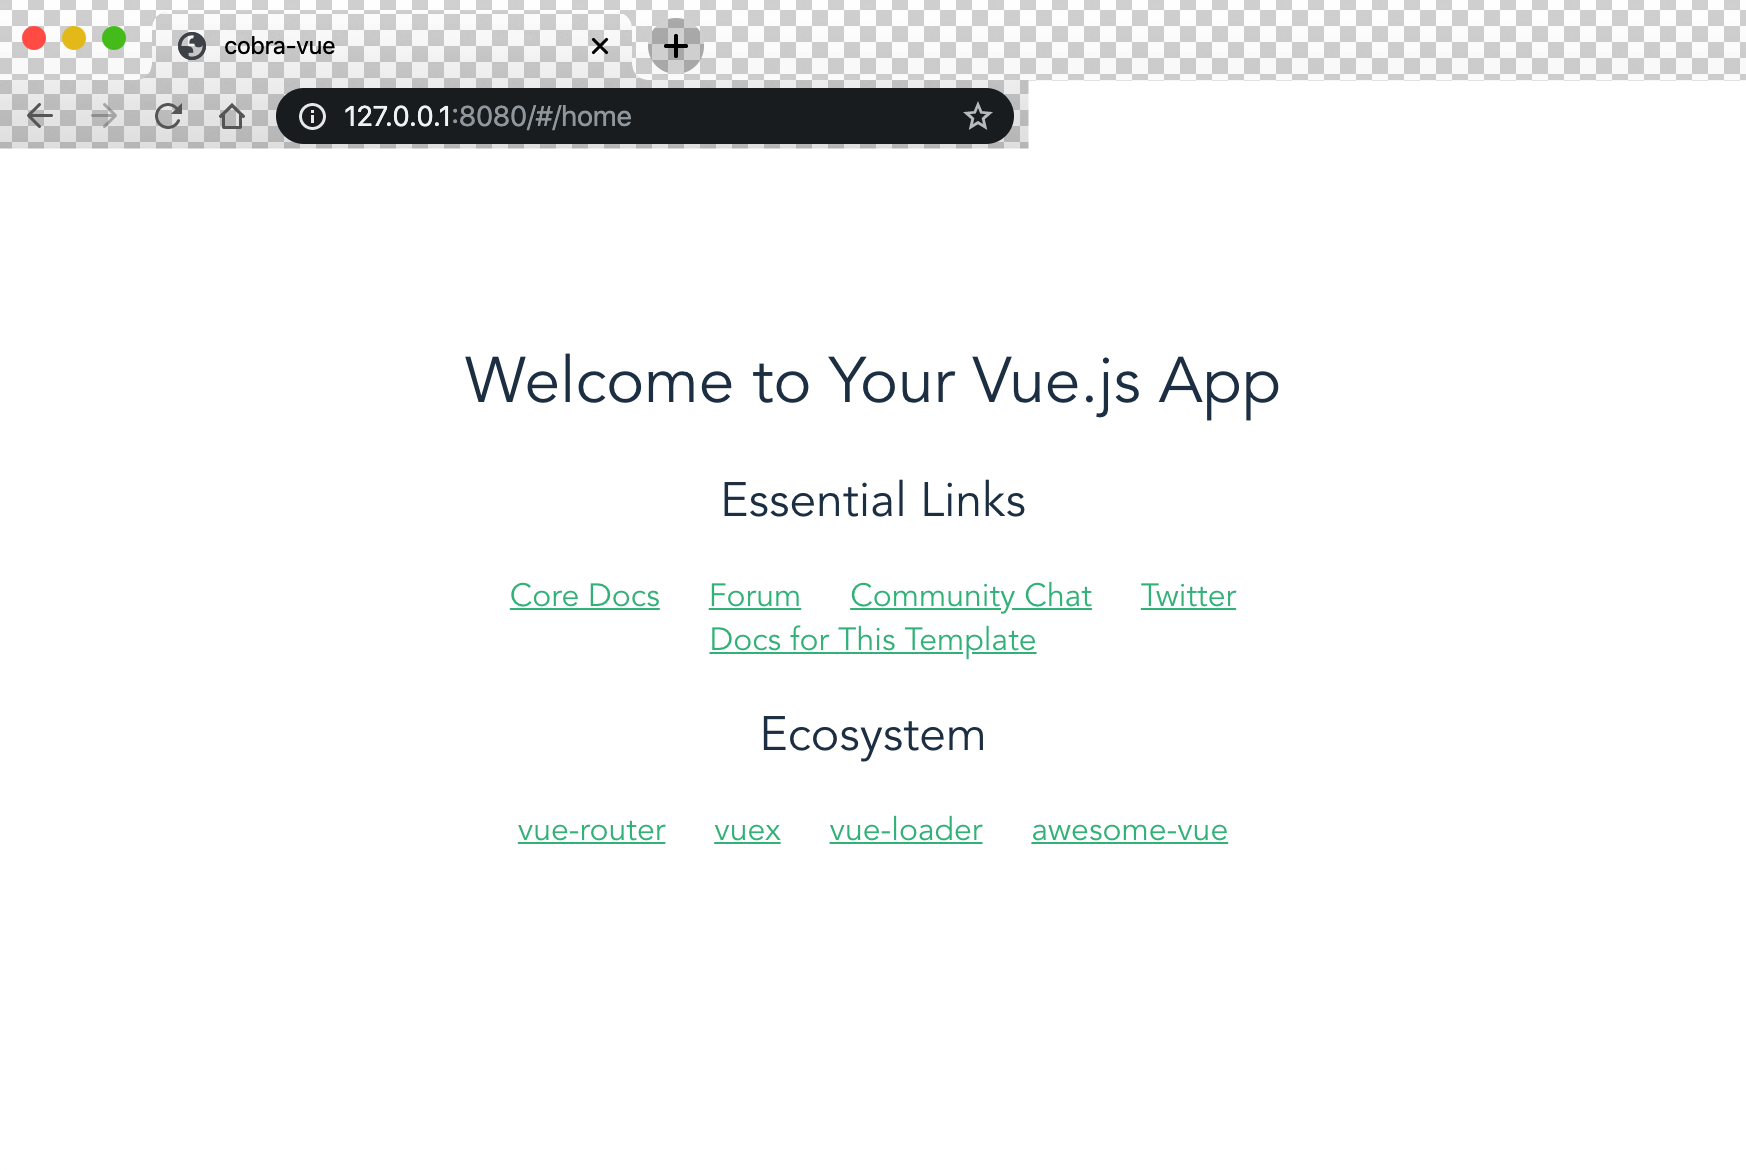 cobra-vue
127.0.0.1:8080/#/home
Welcome to Your Vue.js App
Essential Links
Core Docs Forum Community Chat Twitter
Docs for This Template
Ecosystem
vue-router vuex vue-loader awesome-vue